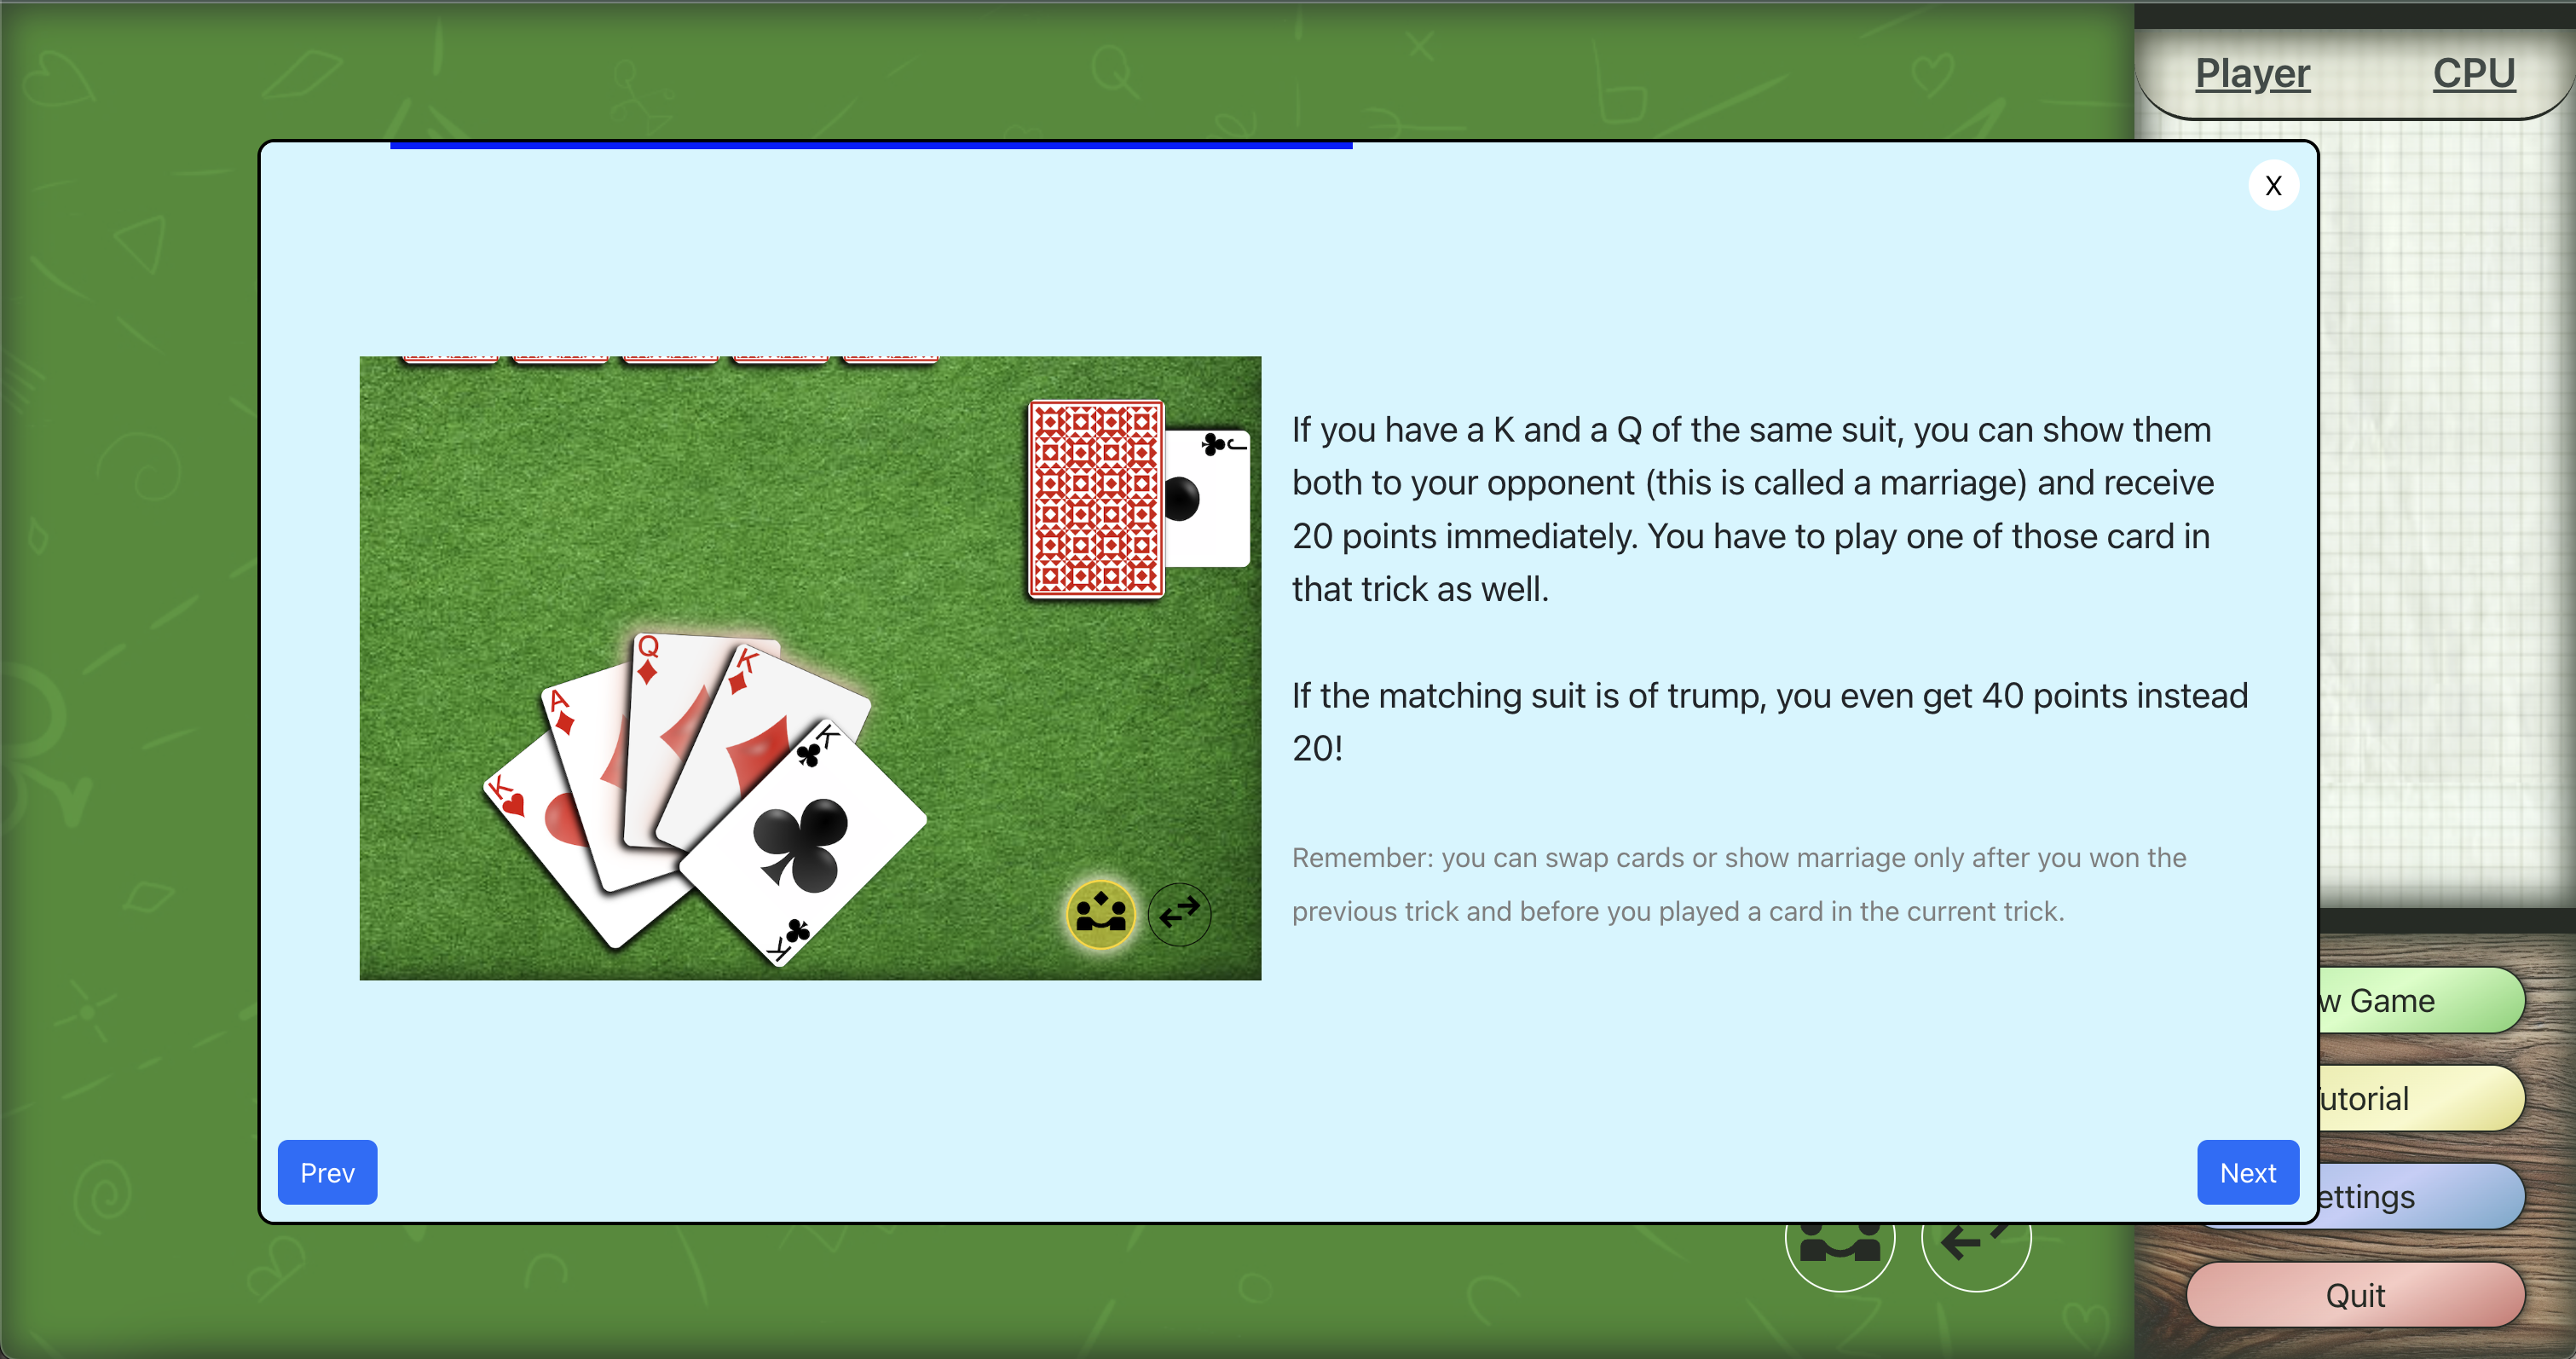 Player
CPU
X
J
Q
K
A
K
K
K
If you have a K and a Q of the same suit, you can show them
both to your opponent (this is called a marriage) and receive
20 points immediately. You have to play one of those card in
that trick as well.
If the matching suit is of trump, you even get 40 points instead
20!
Remember: you can swap cards or show marriage only after you won the
previous trick and before you played a card in the current trick.
Prev
Next
w Game
utorial
ettings
Quit